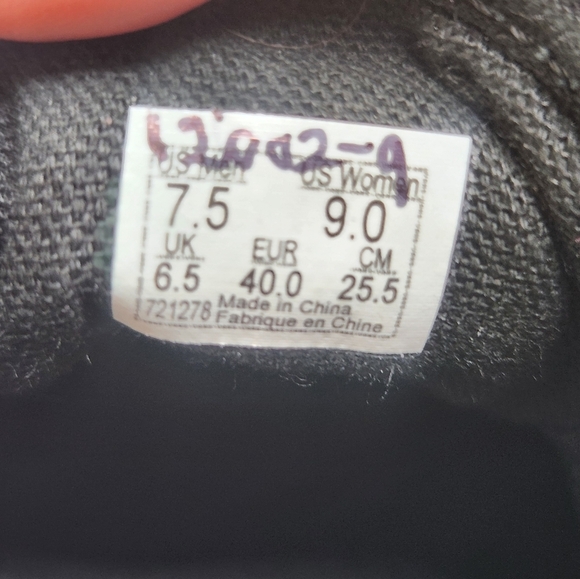 US Men US Women
7.5 9.0
UK EUR CM
6.5 40.0 25.5
721278 Made in China
Fabrique en Chine